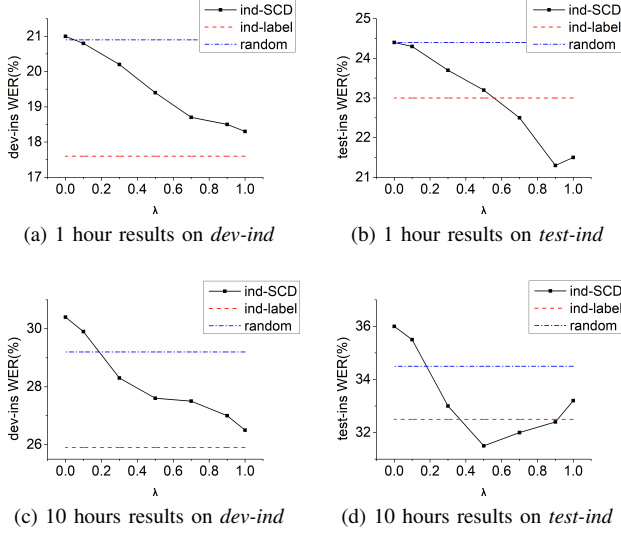 ind-SCD
ind-label
random
21
20
19
18
17
dev-ins WER(%)
0.0 0.2 0.4 0.6 0.8 1.0
λ
(a) 1 hour results on dev-ind
ind-SCD
ind-label
random
25
24
23
22
21
test-ins WER(%)
0.0 0.2 0.4 0.6 0.8 1.0
λ
(b) 1 hour results on test-ind
ind-SCD
ind-label
random
30
28
26
dev-ins WER(%)
0.0 0.2 0.4 0.6 0.8 1.0
λ
(c) 10 hours results on dev-ind
ind-SCD
ind-label
random
36
34
32
test-ins WER(%)
0.0 0.2 0.4 0.6 0.8 1.0
λ
(d) 10 hours results on test-ind